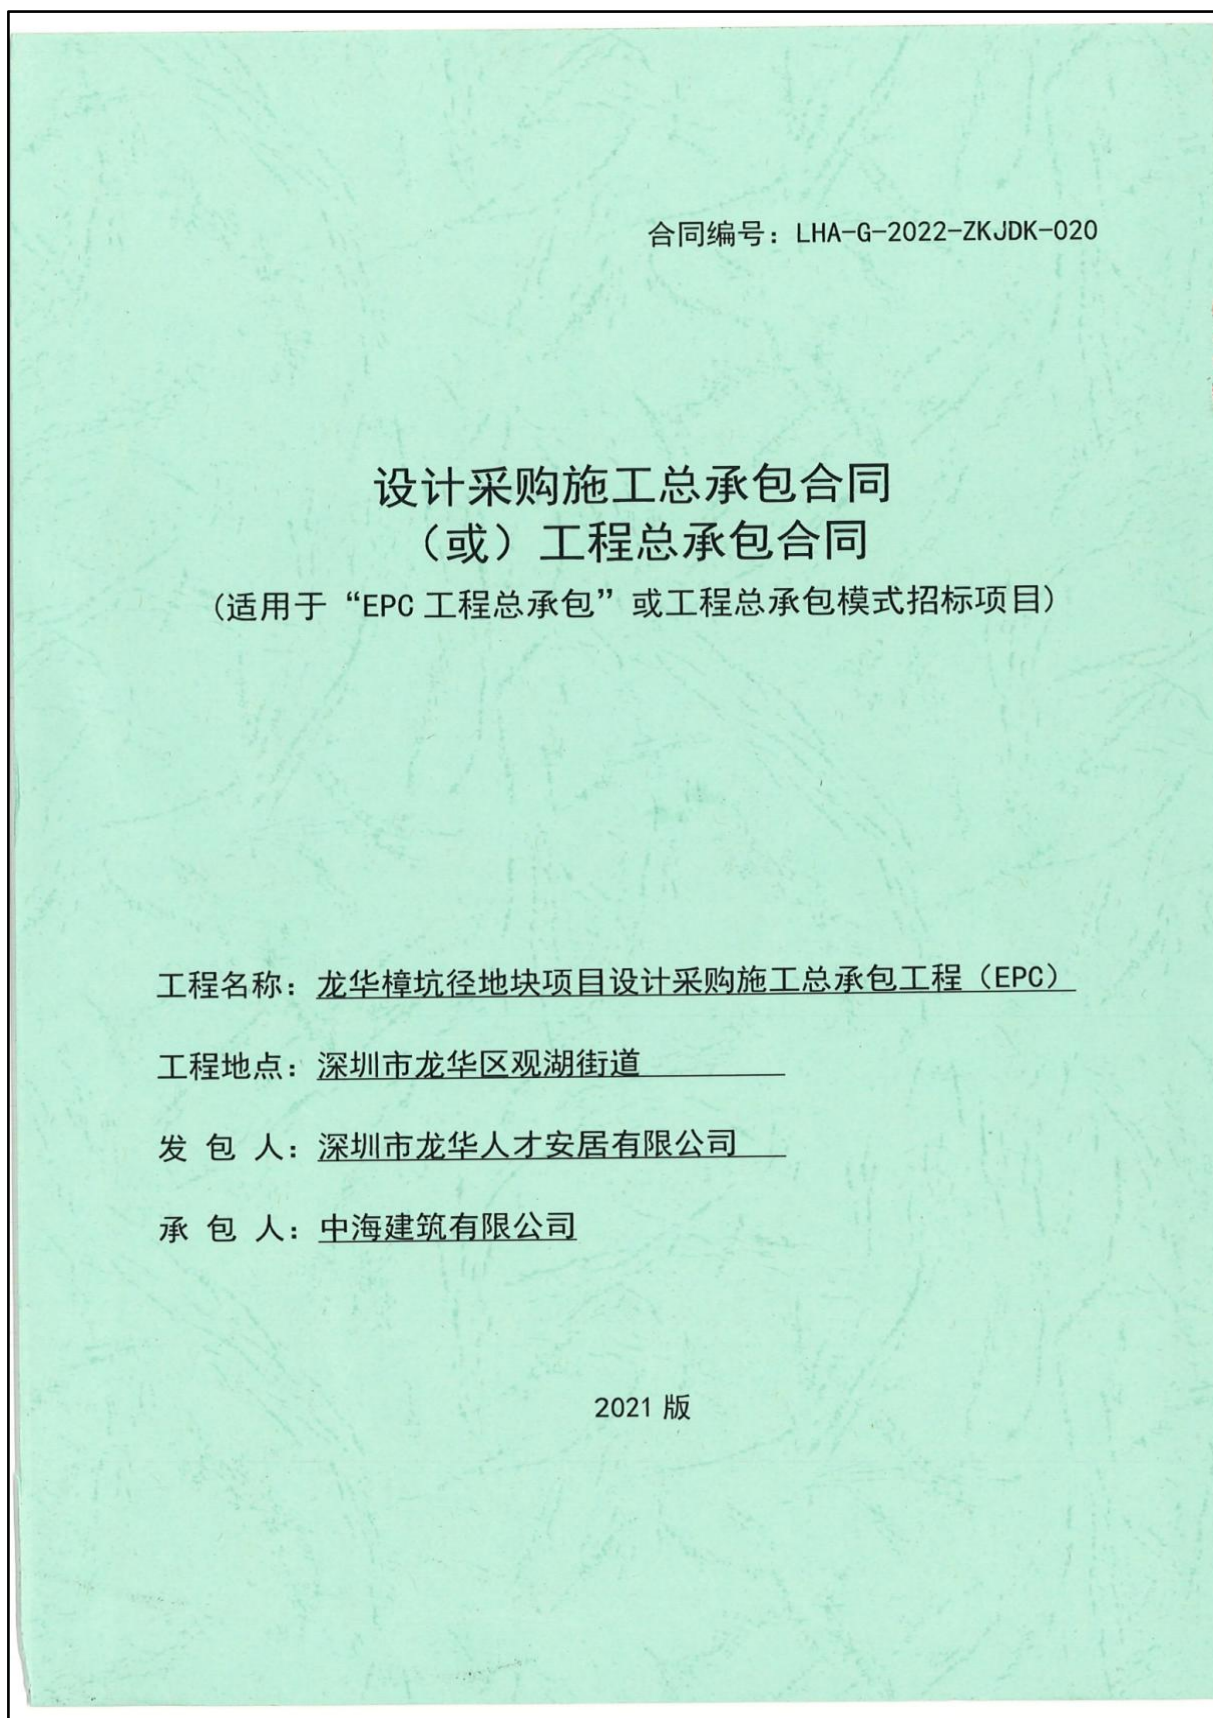 合同编号：LHA-G-2022-ZKJDK-020
设计采购施工总承包合同
（或）工程总承包合同
（适用于“EPC工程总承包”或工程总承包模式招标项目）
工程名称：龙华樟坑径地块项目设计采购施工总承包工程（EPC）
工程地点：深圳市龙华区观湖街道
发 包 人：深圳市龙华人才安居有限公司
承 包 人：中海建筑有限公司
2021 版